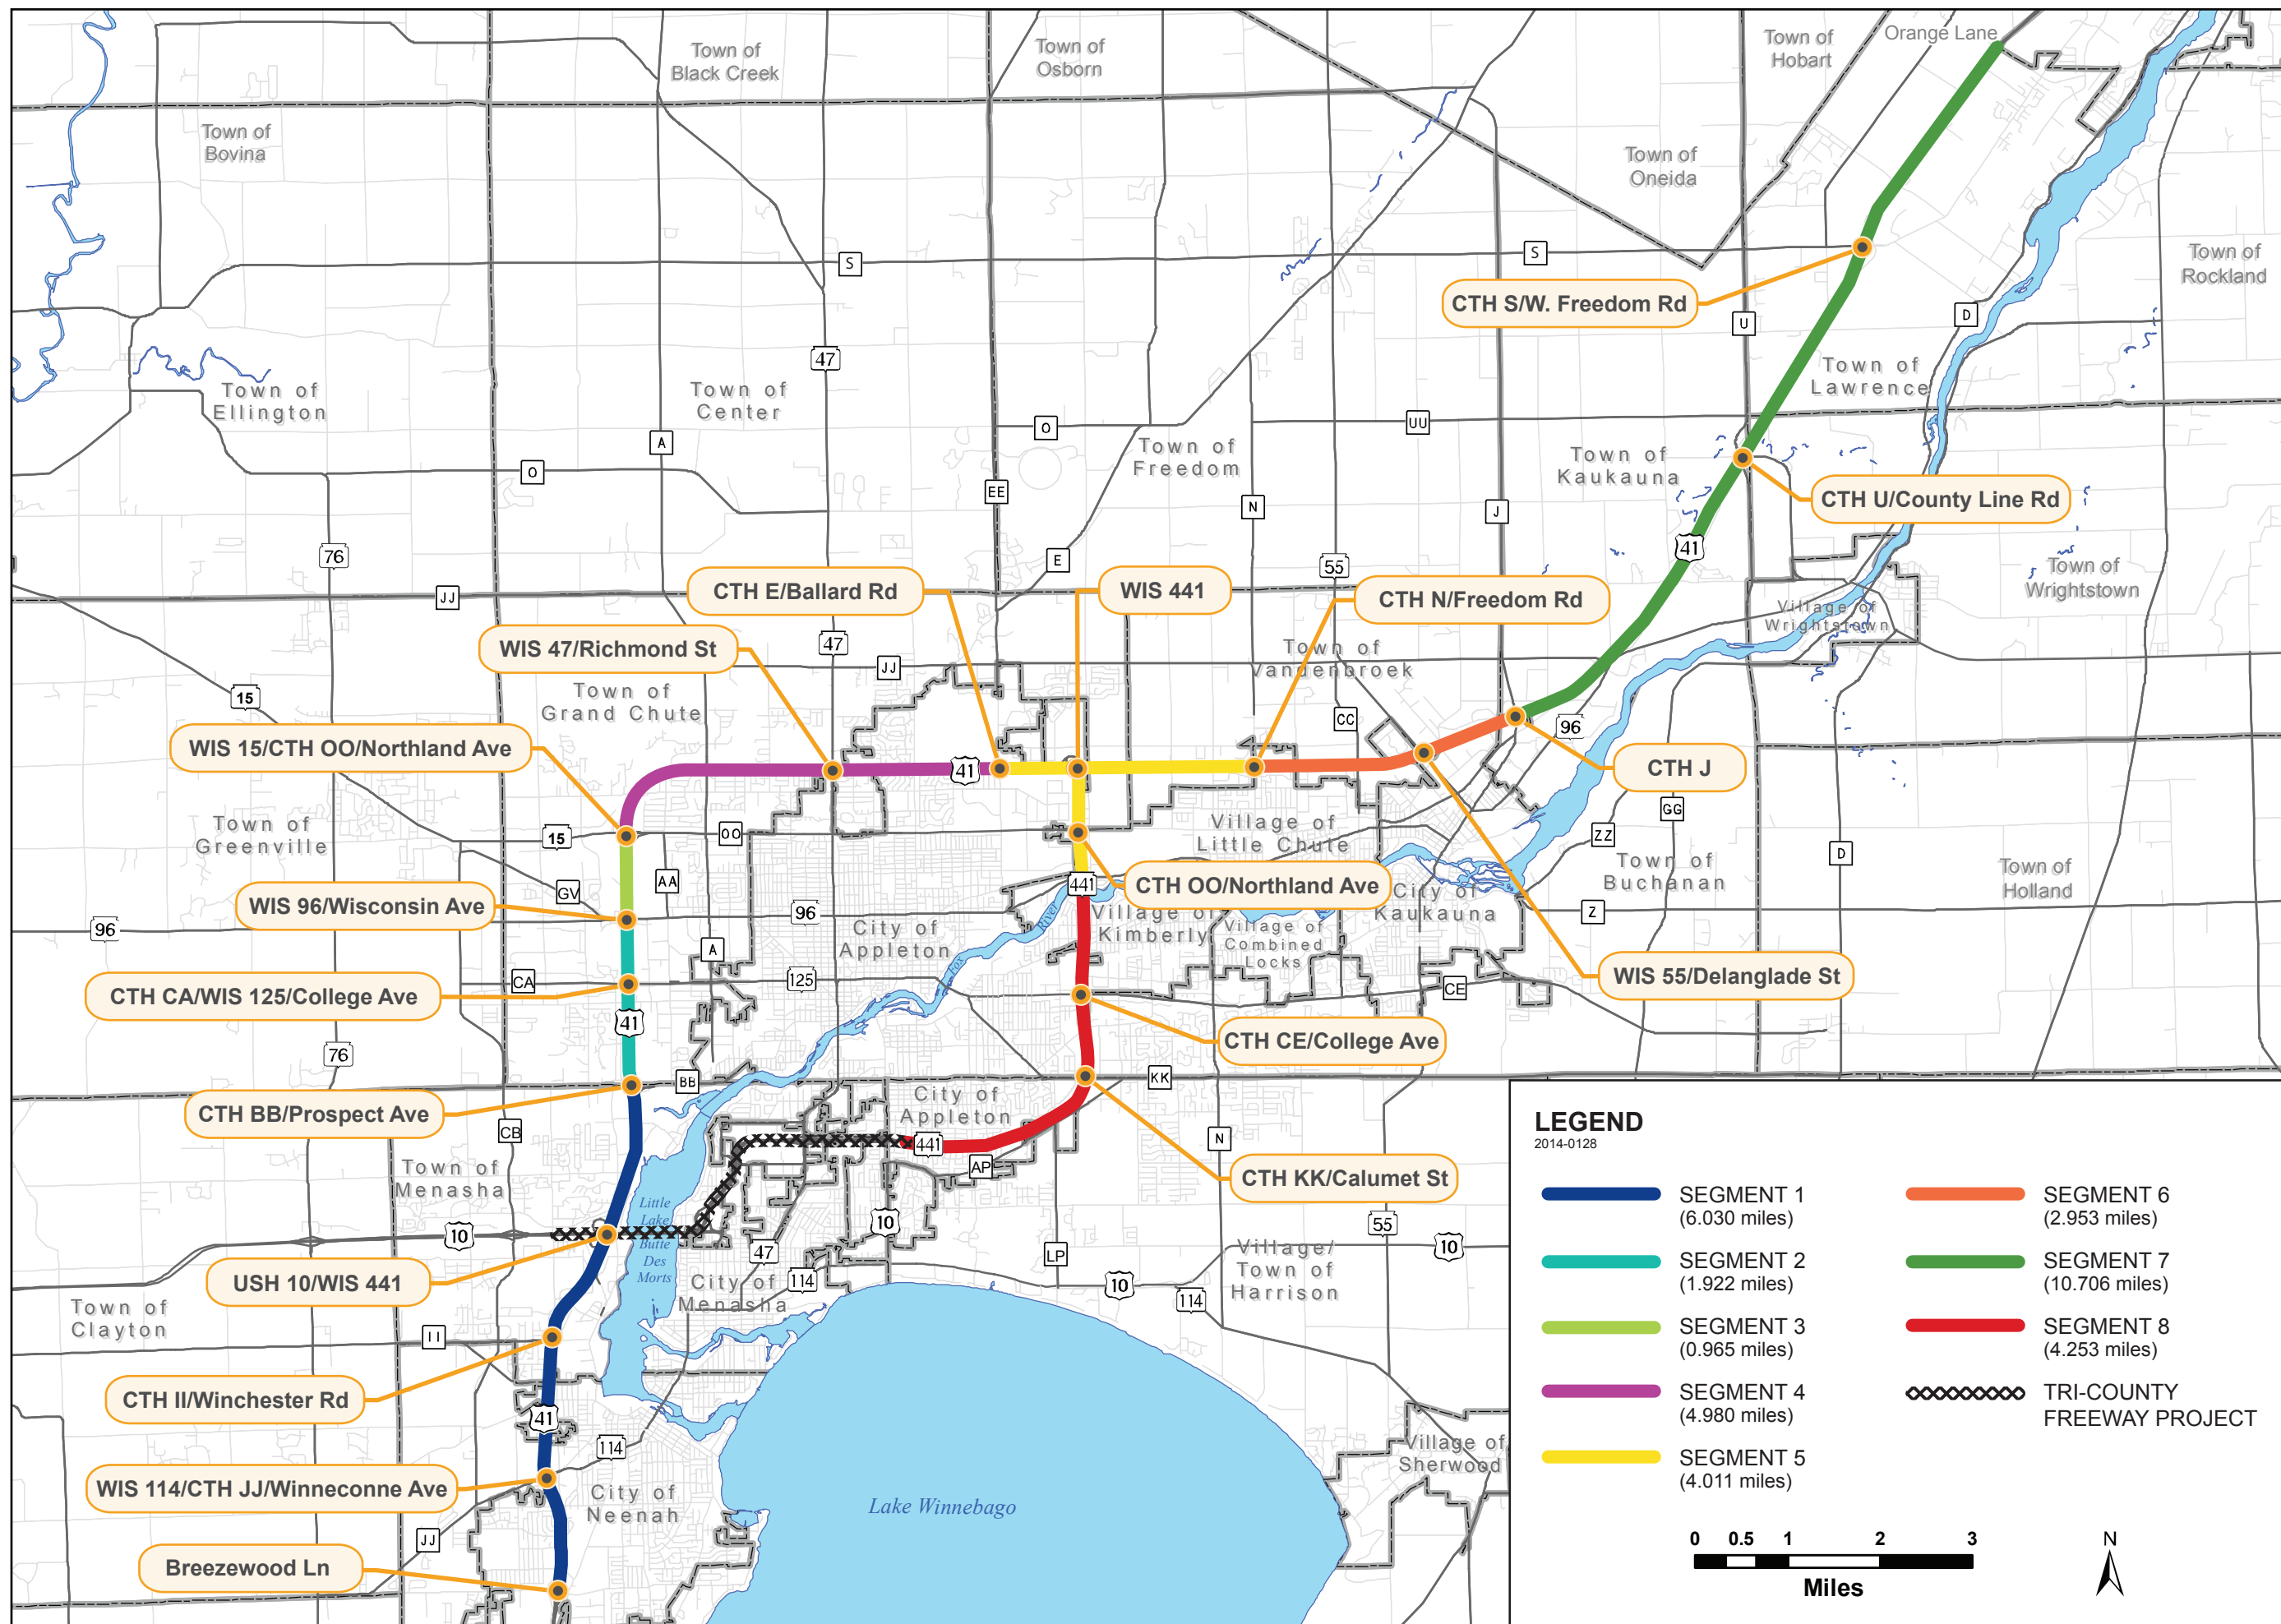 Orange Lane
Town of
Black Creek
Town of
Osborn
Town of
Hobart
Town of
Bovina
Town of
Oneida
Town of
Rockland
S
S
CTH S/W. Freedom Rd
U
D
47
Town of
Ellington
Town of
Center
Town of
Lawrence
A
O
UU
O
Town of
Freedom
Town of
Kaukauna
EE
N
J
CTH U/County Line Rd
76
E
55
41
Town of
Wrightstown
JJ
CTH E/Ballard Rd
WIS 441
CTH N/Freedom Rd
Village of
Wrightstown
WIS 47/Richmond St
47
JJ
Town of
Vandenbroek
15
Town of
Grand Chute
CC
96
WIS 15/CTH OO/Northland Ave
41
CTH J
Town of
Greenville
15
OO
Village of
Little Chute
ZZ
GG
D
Town of
Buchanan
Town of
Holland
GV
AA
441
CTH OO/Northland Ave
City of
Kaukauna
WIS 96/Wisconsin Ave
96
96
City of
Appleton
River
Fox
Village of
Kimberly
Village of
Combined
Locks
Z
A
CA
125
CE
WIS 55/Delanglade St
CTH CA/WIS 125/College Ave
41
CTH CE/College Ave
76
BB
KK
CTH BB/Prospect Ave
City of
Appleton
CB
441
N
AP
Town of
Menasha
CTH KK/Calumet St
Little
Lake
Butte
Des
Morts
10
10
55
10
47
LP
Village/
Town of
Harrison
USH 10/WIS 441
114
City of
Menasha
10
114
Town of
Clayton
II
CTH II/Winchester Rd
41
114
Village of
Sherwood
WIS 114/CTH JJ/Winneconne Ave
City of
Neenah
Lake Winnebago
JJ
Breezewood Ln
LEGEND
2014-0128
SEGMENT 1
(6.030 miles)
SEGMENT 2
(1.922 miles)
SEGMENT 3
(0.965 miles)
SEGMENT 4
(4.980 miles)
SEGMENT 5
(4.011 miles)
SEGMENT 6
(2.953 miles)
SEGMENT 7
(10.706 miles)
SEGMENT 8
(4.253 miles)
TRI-COUNTY
FREEWAY PROJECT
0 0.5 1 2 3
Miles
N